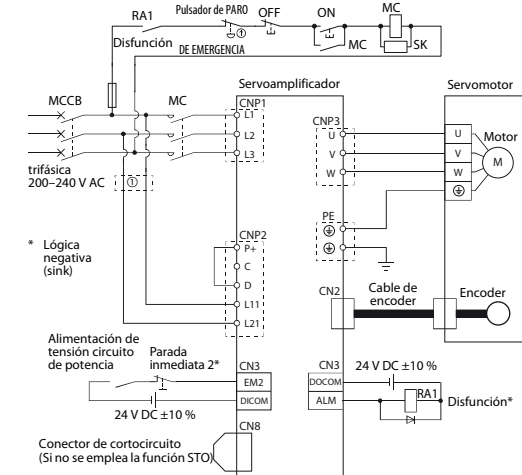 RA1
Disfunción
Pulsador de PARO
①
DE EMERGENCIA
OFF
ON
MC
MC
SK
Servoamplificador
Servomotor
MCCB
MC
trifásica
200–240 V AC
①
CNP1
L1
L2
L3
CNP3
U
V
W
U
V
W
Motor
M
PE
* Lógica
negativa
(sink)
CNP2
P+
C
D
L11
L21
CN2
Cable de
encoder
Encoder
Alimentación de
tensión circuito
de potencia
Parada
inmediata 2*
24 V DC ±10 %
CN3
EM2
DICOM
CN3
DOCOM
ALM
24 V DC ±10 %
RA1
Disfunción*
Conector de cortocircuito
(Si no se emplea la función STO)
CN8